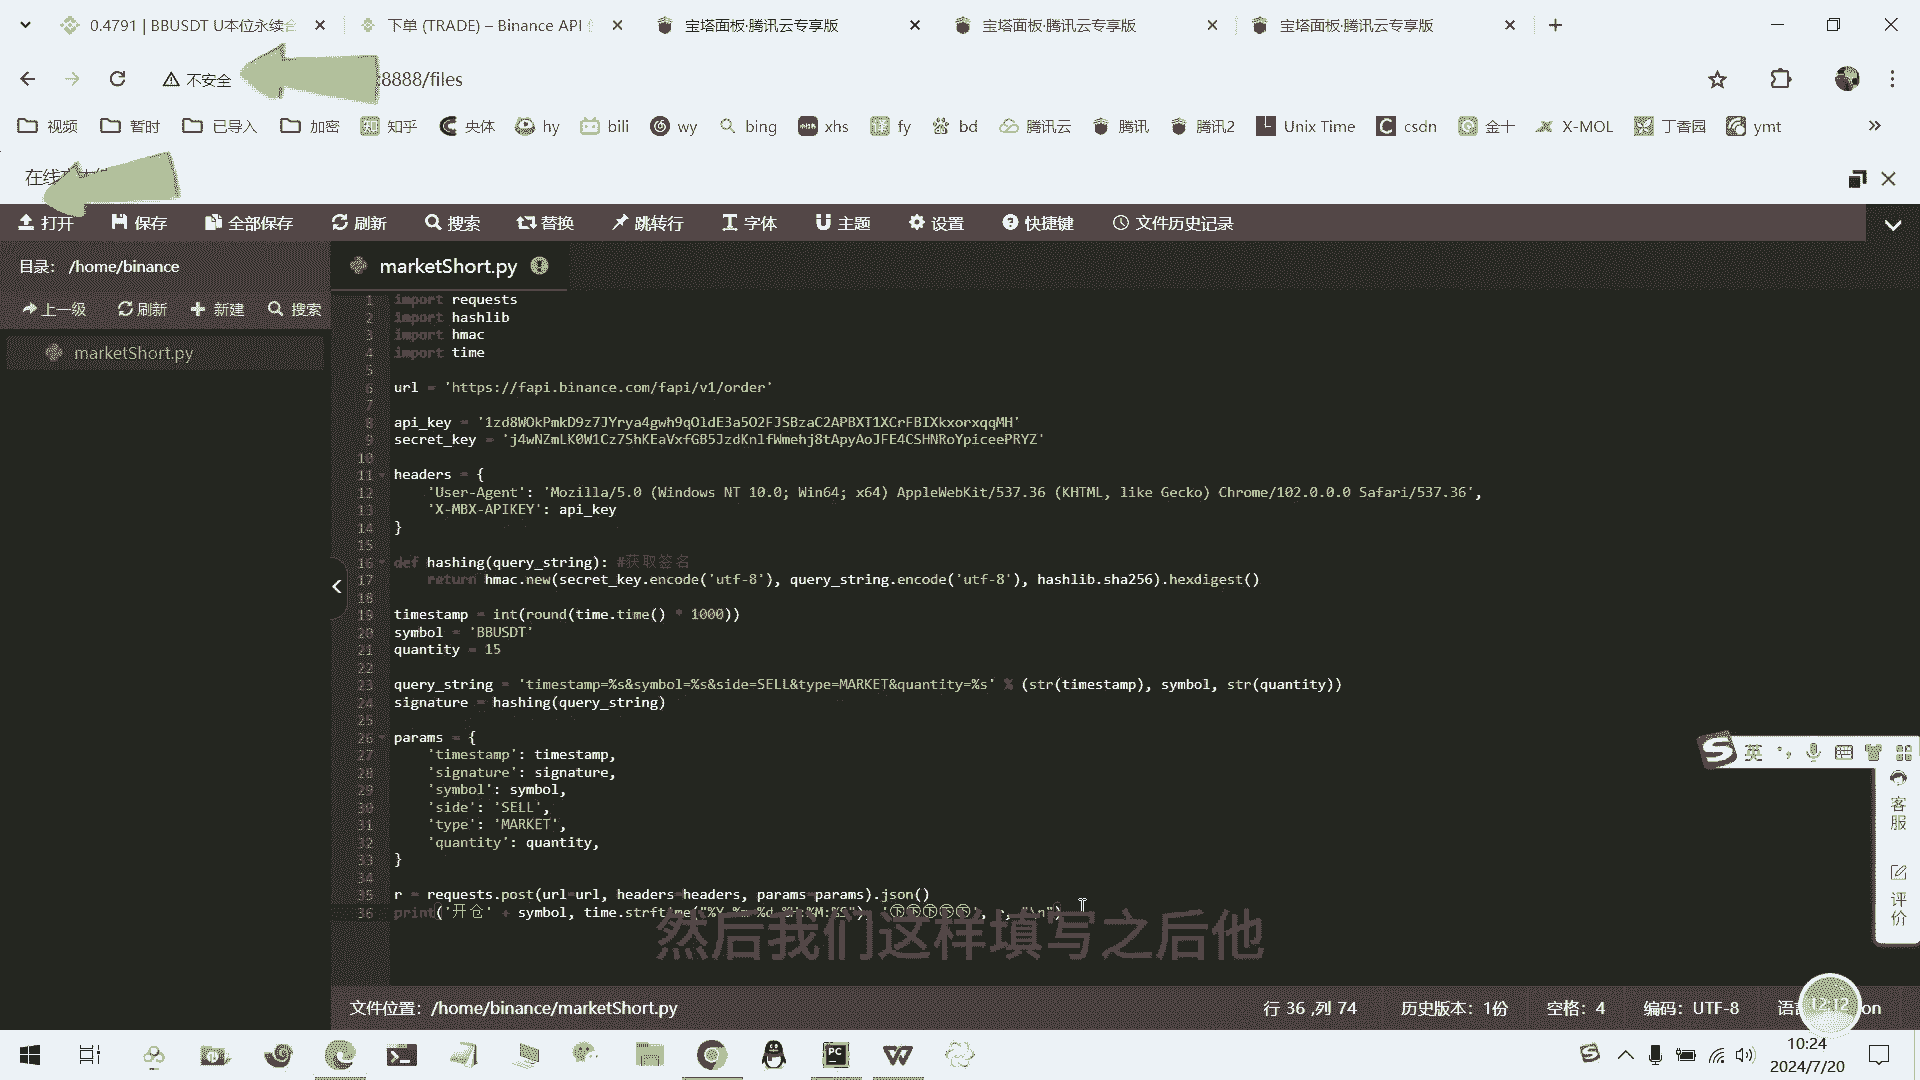 0.4791 | BBUSDT U本位永续合
下单 (TRADE) – Binance API
宝塔面板·腾讯云专享版
宝塔面板·腾讯云专享版
宝塔面板·腾讯云专享版
不安全
:8888/files
视频 暂时 已导入 加密 知乎 央体 hy bili wy bing xhs fy bd 腾讯云 腾讯 腾讯2 Unix Time csdn 金十 X-MOL 丁香园 ymt
在线
打开 保存 全部保存 刷新 搜索 替换 跳转行 字体 主题 设置 快捷键 文件历史记录
目录： /home/binance
上一级 刷新 新建 搜索
marketShort.py
marketShort.py
1 import requests
2 import hashlib
3 import hmac
4 import time
5
6 url = 'https://fapi.binance.com/fapi/v1/order'
7
8 api_key = '1zd8WOkPmkD9z7JYrya4gwh9qOldE3a5O2FJSBzaC2APBXT1XCrFBIXkxorxqqMH'
9 secret_key = 'j4wNZmLK0W1Cz7ShKEaVxfGB5JzdKnlfWmehj8tApyAoJFE4CSHNRoYpiceePRYZ'
10
11 headers = {
12 'User-Agent': 'Mozilla/5.0 (Windows NT 10.0; Win64; x64) AppleWebKit/537.36 (KHTML, like Gecko) Chrome/102.0.0.0 Safari/537.36',
13 'X-MBX-APIKEY': api_key
14 }
15
16 def hashing(query_string): #获取签名
17 return hmac.new(secret_key.encode('utf-8'), query_string.encode('utf-8'), hashlib.sha256).hexdigest()
18
19 timestamp = int(round(time.time() * 1000))
20 symbol = 'BBUSDT'
21 quantity = 15
22
23 query_string = 'timestamp=%s&symbol=%s&side=SELL&type=MARKET&quantity=%s' % (str(timestamp), symbol, str(quantity))
24 signature = hashing(query_string)
25
26 params = {
27 'timestamp': timestamp,
28 'signature': signature,
29 'symbol': symbol,
30 'side': 'SELL',
31 'type': 'MARKET',
32 'quantity': quantity,
33 }
34
35 r = requests.post(url=url, headers=headers, params=params).json()
36 print('开仓' + symbol, time.strftime("%Y-%m-%d %H:%M:%S"),
然后我们这样填写之后他
英
客服
评价
文件位置： /home/binance/marketShort.py
行 36 ,列 74 历史版本： 1份 空格： 4 编码： UTF-8 语 on
12:12
10:24
2024/7/20